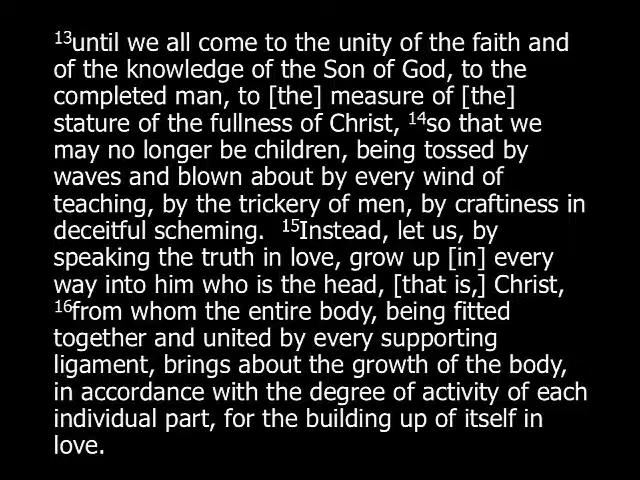 ¹³until we all come to the unity of the faith and
of the knowledge of the Son of God, to the
completed man, to [the] measure of [the]
stature of the fullness of Christ, ¹⁴so that we
may no longer be children, being tossed by
waves and blown about by every wind of
teaching, by the trickery of men, by craftiness in
deceitful scheming. ¹⁵Instead, let us, by
speaking the truth in love, grow up [in] every
way into him who is the head, [that is,] Christ,
¹⁶from whom the entire body, being fitted
together and united by every supporting
ligament, brings about the growth of the body,
in accordance with the degree of activity of each
individual part, for the building up of itself in
love.